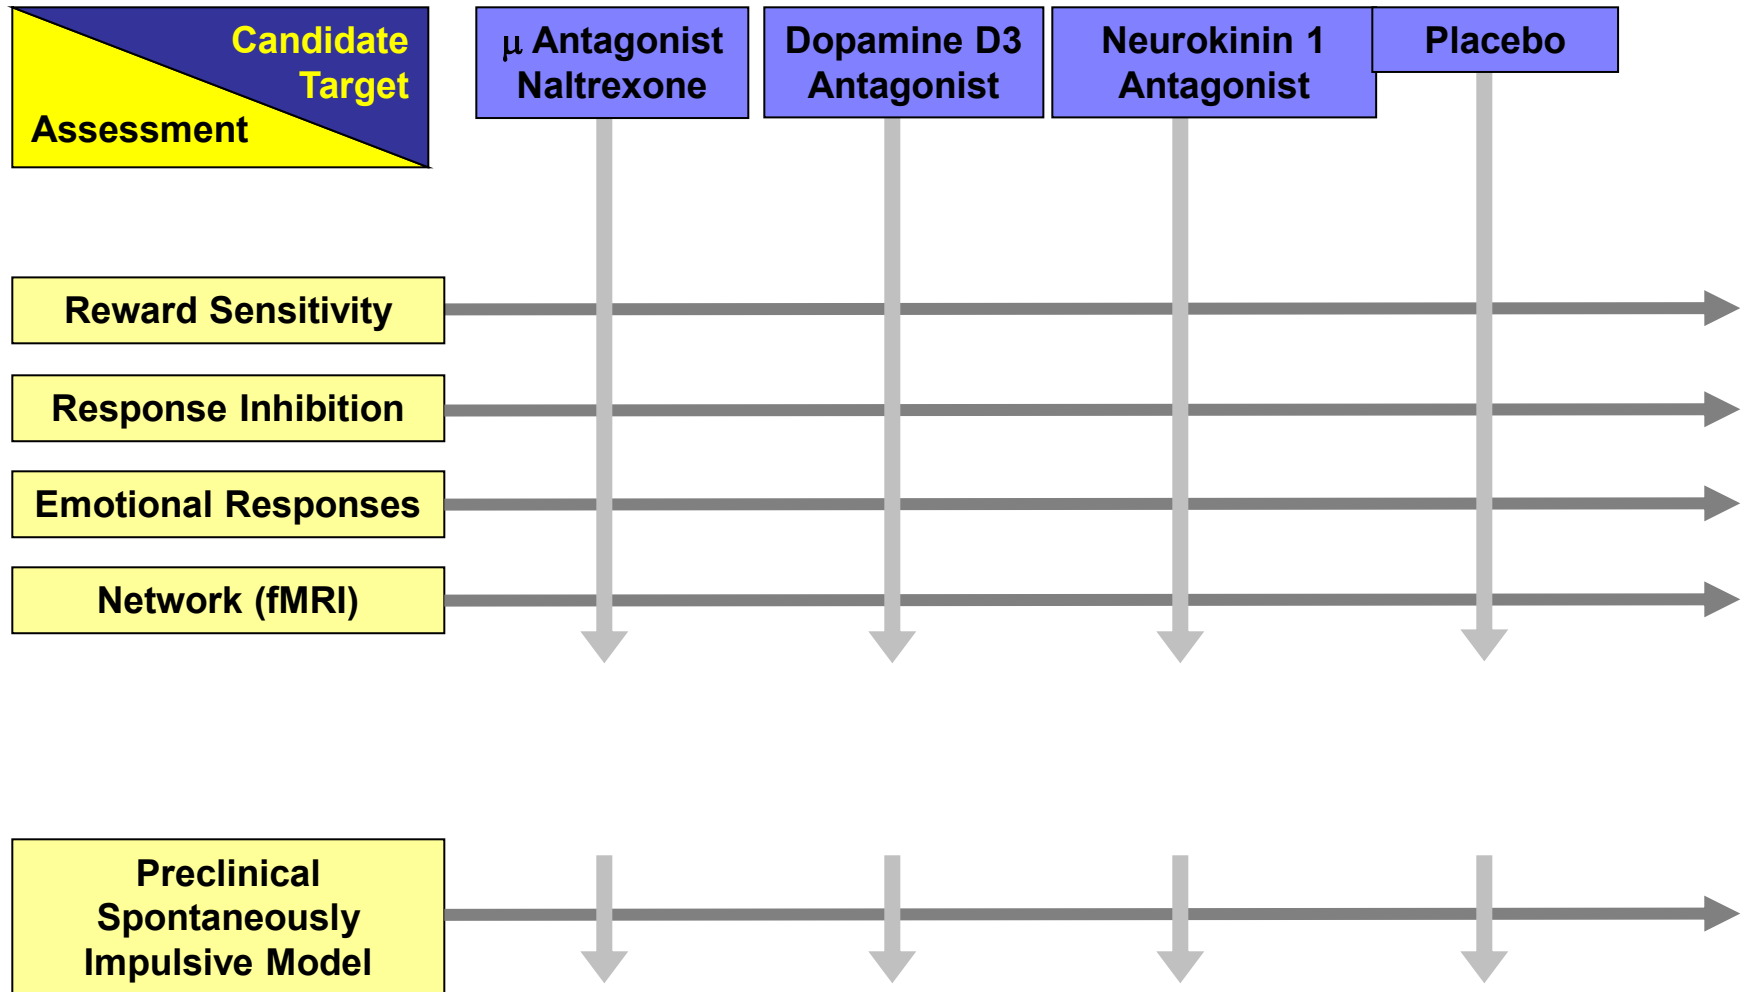 Candidate
Target
Assessment
μ Antagonist
Naltrexone
Dopamine D3
Antagonist
Neurokinin 1
Antagonist
Placebo
Reward Sensitivity
Response Inhibition
Emotional Responses
Network (fMRI)
Preclinical
Spontaneously
Impulsive Model